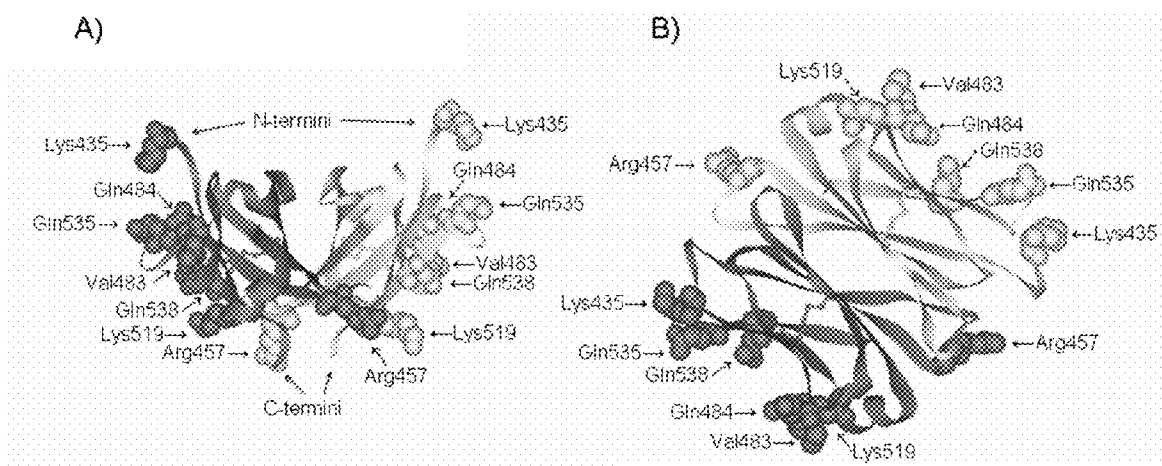 A)
N-termini
Lys435
Lys435
Gln484
Gln484
Gln535
Gln535
Val483
Val483
Gln538
Gln538
Lys519
Lys519
Arg457
Arg457
C-termini
B)
Lys519
Val483
Gln484
Gln538
Arg457
Gln535
Lys435
Lys435
Gln535
Gln538
Arg457
Gln484
Val483
Lys519